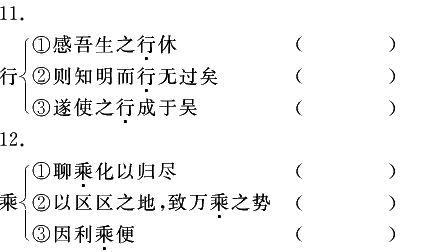 11.
①感吾生之行休（ ）
行②则知明而行无过矣（ ）
③遂使之行成于吴（ ）
12.
①聊乘化以归尽（ ）
乘②以区区之地,致万乘之势（ ）
③因利乘便（ ）